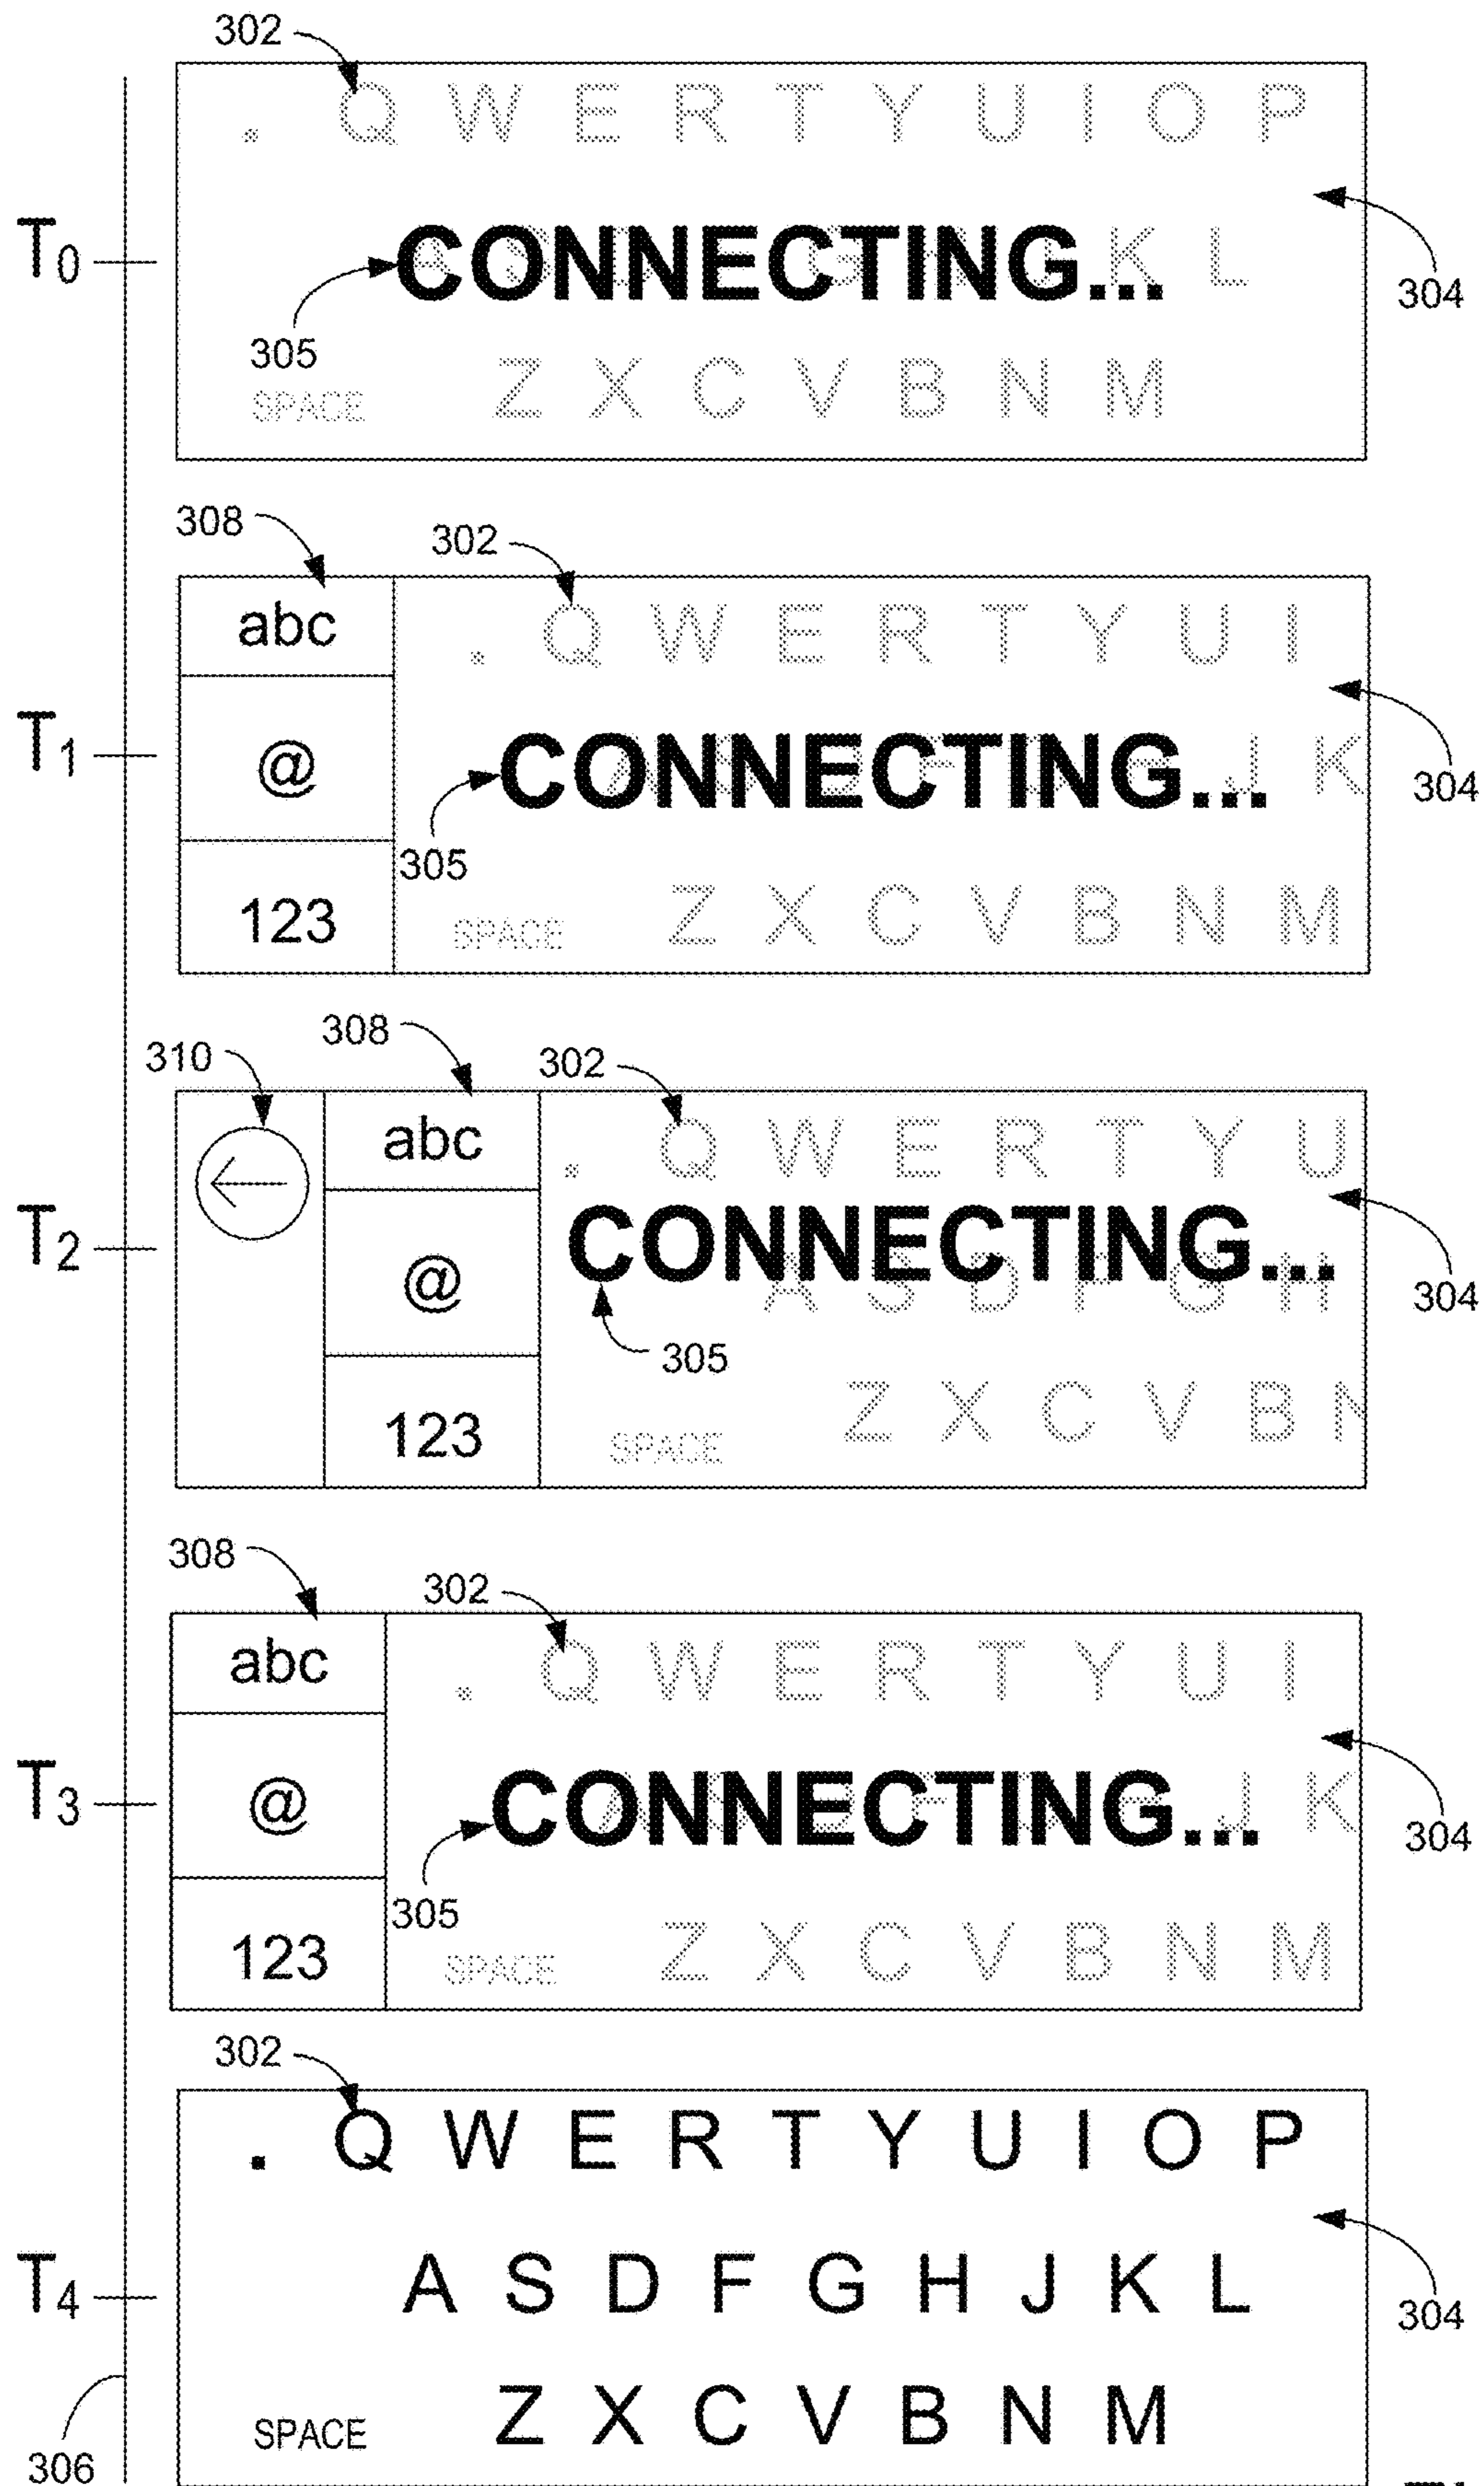 302
. Q W E R T Y U I O P
T0
CONNECTING... K L
304
305
SPACE Z X C V B N M
308
302
abc
. Q W E R T Y U I
T1
@
CONNECTING... J K
304
305
123
SPACE Z X C V B N M
308
310
302
abc
. Q W E R T Y U
T2
CONNECTING...
@
A S D F G H
304
305
123
SPACE Z X C V B N
308
302
abc
. Q W E R T Y U I
T3
@
CONNECTING... J K
304
305
123
SPACE Z X C V B N M
302
. Q W E R T Y U I O P
T4
A S D F G H J K L
304
SPACE Z X C V B N M
306